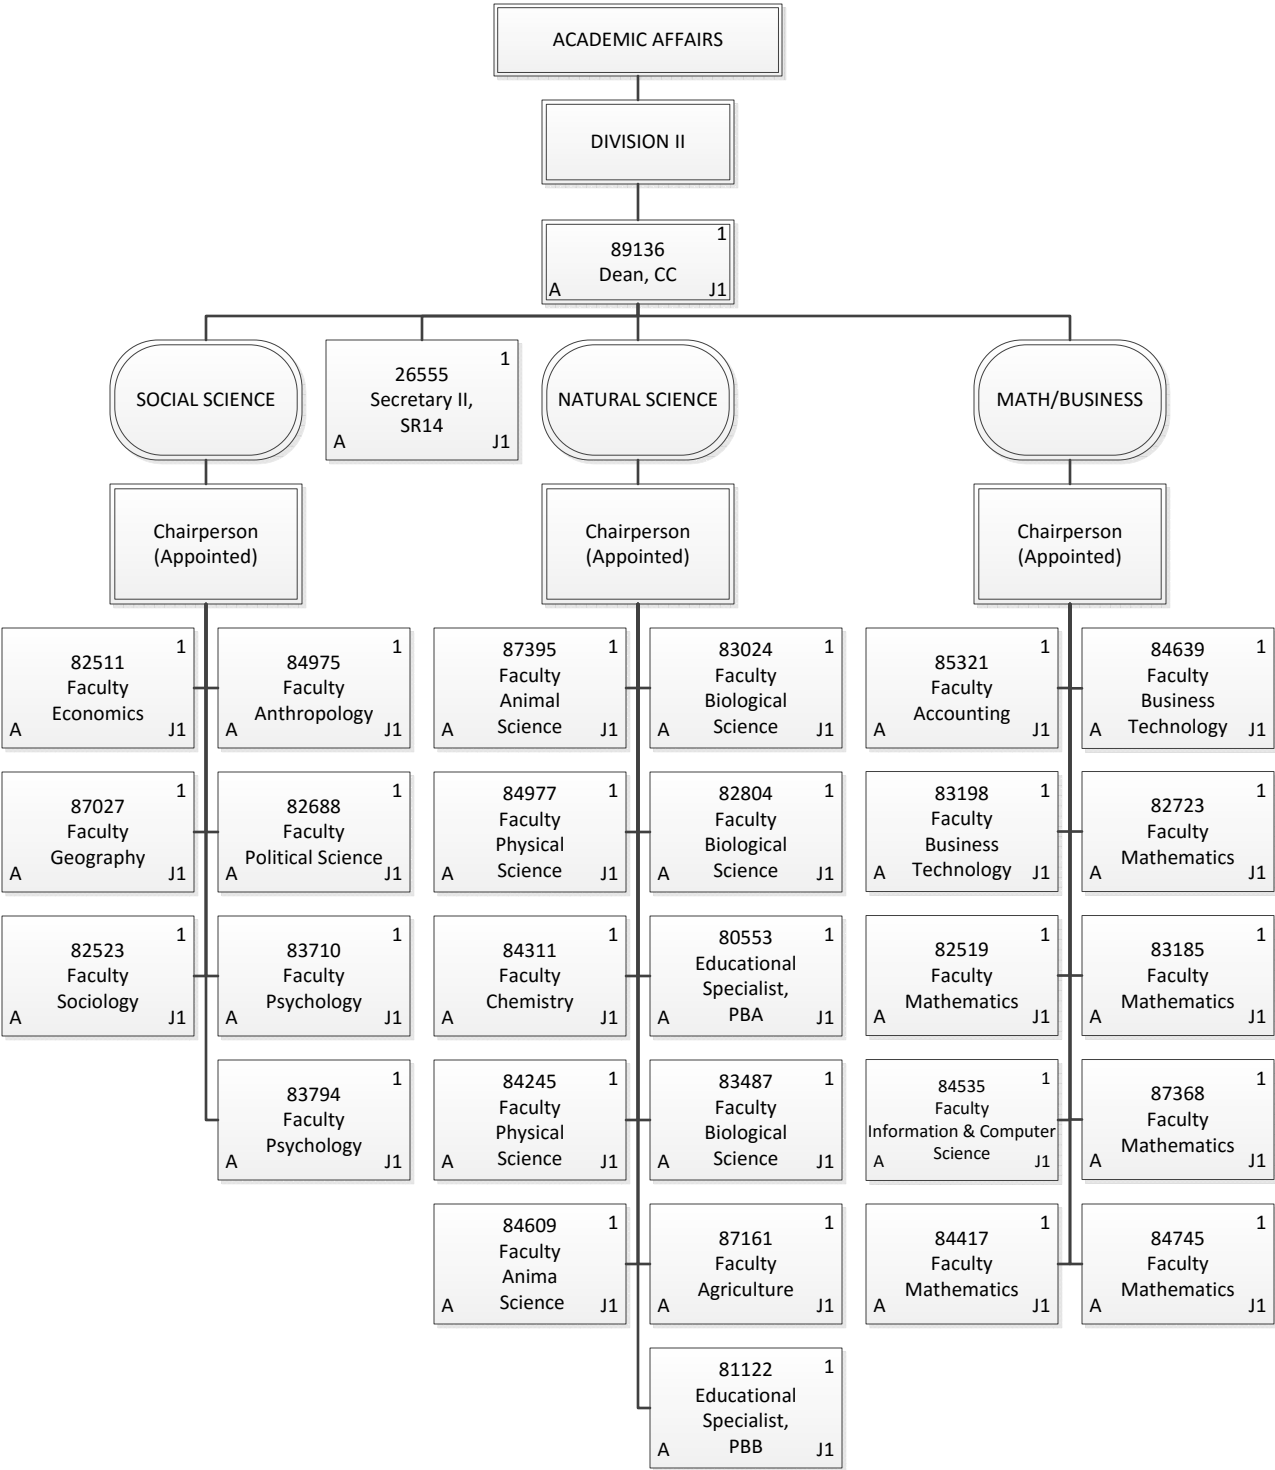 ACADEMIC AFFAIRS
DIVISION II
1
89136
Dean, CC
A J1
SOCIAL SCIENCE
1
26555
Secretary II,
SR14
A J1
NATURAL SCIENCE
MATH/BUSINESS
Chairperson
(Appointed)
Chairperson
(Appointed)
Chairperson
(Appointed)
1
82511
Faculty
Economics
A J1
1
84975
Faculty
Anthropology
A J1
1
87395
Faculty
Animal
Science
A J1
1
83024
Faculty
Biological
Science
A J1
1
85321
Faculty
Accounting
A J1
1
84639
Faculty
Business
Technology
A J1
1
87027
Faculty
Geography
A J1
1
82688
Faculty
Political Science
A J1
1
84977
Faculty
Physical
Science
A J1
1
82804
Faculty
Biological
Science
A J1
1
83198
Faculty
Business
Technology
A J1
1
82723
Faculty
Mathematics
A J1
1
82523
Faculty
Sociology
A J1
1
83710
Faculty
Psychology
A J1
1
84311
Faculty
Chemistry
A J1
1
80553
Educational
Specialist,
PBA
A J1
1
82519
Faculty
Mathematics
A J1
1
83185
Faculty
Mathematics
A J1
1
83794
Faculty
Psychology
A J1
1
84245
Faculty
Physical
Science
A J1
1
83487
Faculty
Biological
Science
A J1
1
84535
Faculty
Information & Computer
Science
A J1
1
87368
Faculty
Mathematics
A J1
1
84609
Faculty
Anima
Science
A J1
1
87161
Faculty
Agriculture
A J1
1
84417
Faculty
Mathematics
A J1
1
84745
Faculty
Mathematics
A J1
1
81122
Educational
Specialist,
PBB
A J1